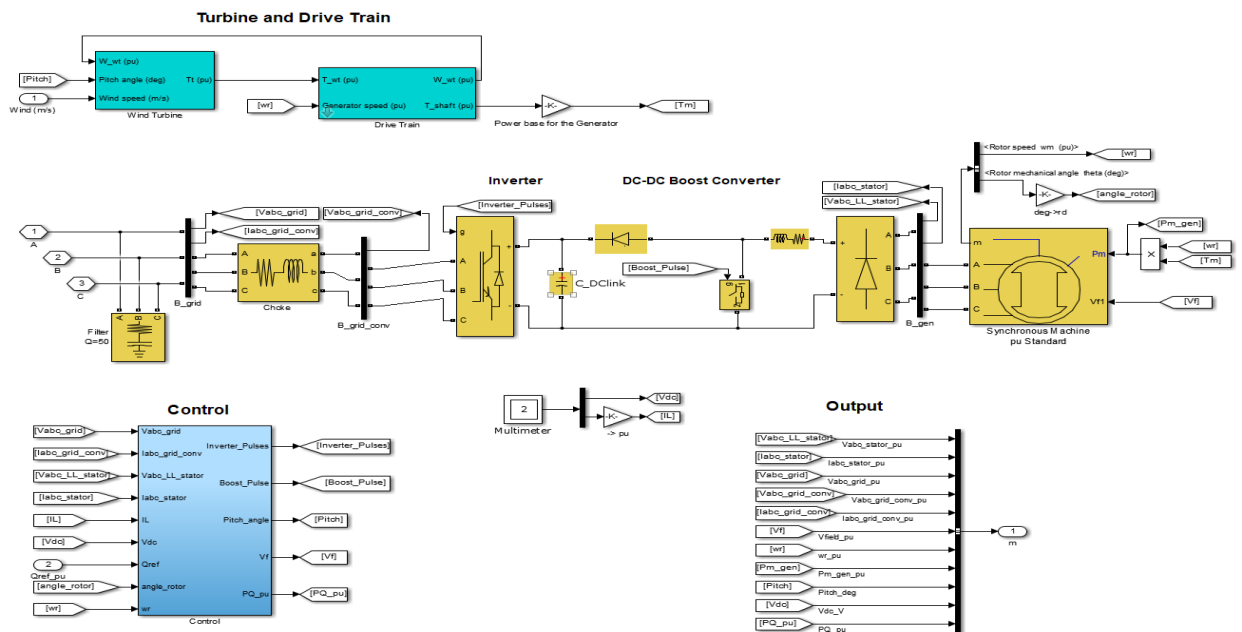 Turbine and Drive Train
W_wt (pu)
[Pitch]
Pitch angle (deg)
Tt (pu)
1
Wind speed (m/s)
Wind (m/s)
Wind Turbine
T_wt (pu)
W_wt (pu)
[wr]
Generator speed (pu)
T_shaft (pu)
Drive Train
-K-
Power base for the Generator
[Tm]
<Rotor speed wm (pu)>
[wr]
<Rotor mechanical angle theta (deg)>
-K-
deg->rd
[angle_rotor]
Inverter
DC-DC Boost Converter
1
A
2
B
3
C
A
B
C
Filter
Q=50
[Vabc_grid]
[Iabc_grid_conv]
[Vabc_grid_conv]
B_grid
A
B
C
a
b
c
Choke
B_grid_conv
[Inverter_Pulses]
g
A
B
C
+
-
C_DClink
[Boost_Pulse]
g
[Iabc_stator]
[Vabc_LL_stator]
+
-
A
B
C
B_gen
m
A
B
C
Pm
Vf1
Synchronous Machine
pu Standard
[Pm_gen]
X
[wr]
[Tm]
[Vf]
Control
[Vabc_grid]
[Iabc_grid_conv]
[Vabc_LL_stator]
[Iabc_stator]
[IL]
[Vdc]
2
Qref_pu
[angle_rotor]
[wr]
Vabc_grid
Iabc_grid_conv
Vabc_LL_stator
Iabc_stator
IL
Vdc
Qref
angle_rotor
wr
Inverter_Pulses
Boost_Pulse
Pitch_angle
Vf
PQ_pu
Control
[Inverter_Pulses]
[Boost_Pulse]
[Pitch]
[Vf]
[PQ_pu]
2
Multimeter
[Vdc]
-K-
-> pu
[IL]
Output
[Vabc_LL_stator]
Vabc_stator_pu
[Iabc_stator]
Iabc_stator_pu
[Vabc_grid]
Vabc_grid_pu
[Vabc_grid_conv]
Vabc_grid_conv_pu
[Iabc_grid_conv]
Iabc_grid_conv_pu
[Vf]
Vfield_pu
[wr]
wr_pu
[Pm_gen]
Pm_gen_pu
[Pitch]
Pitch_deg
[Vdc]
Vdc_V
[PQ_pu]
PQ_pu
1
m